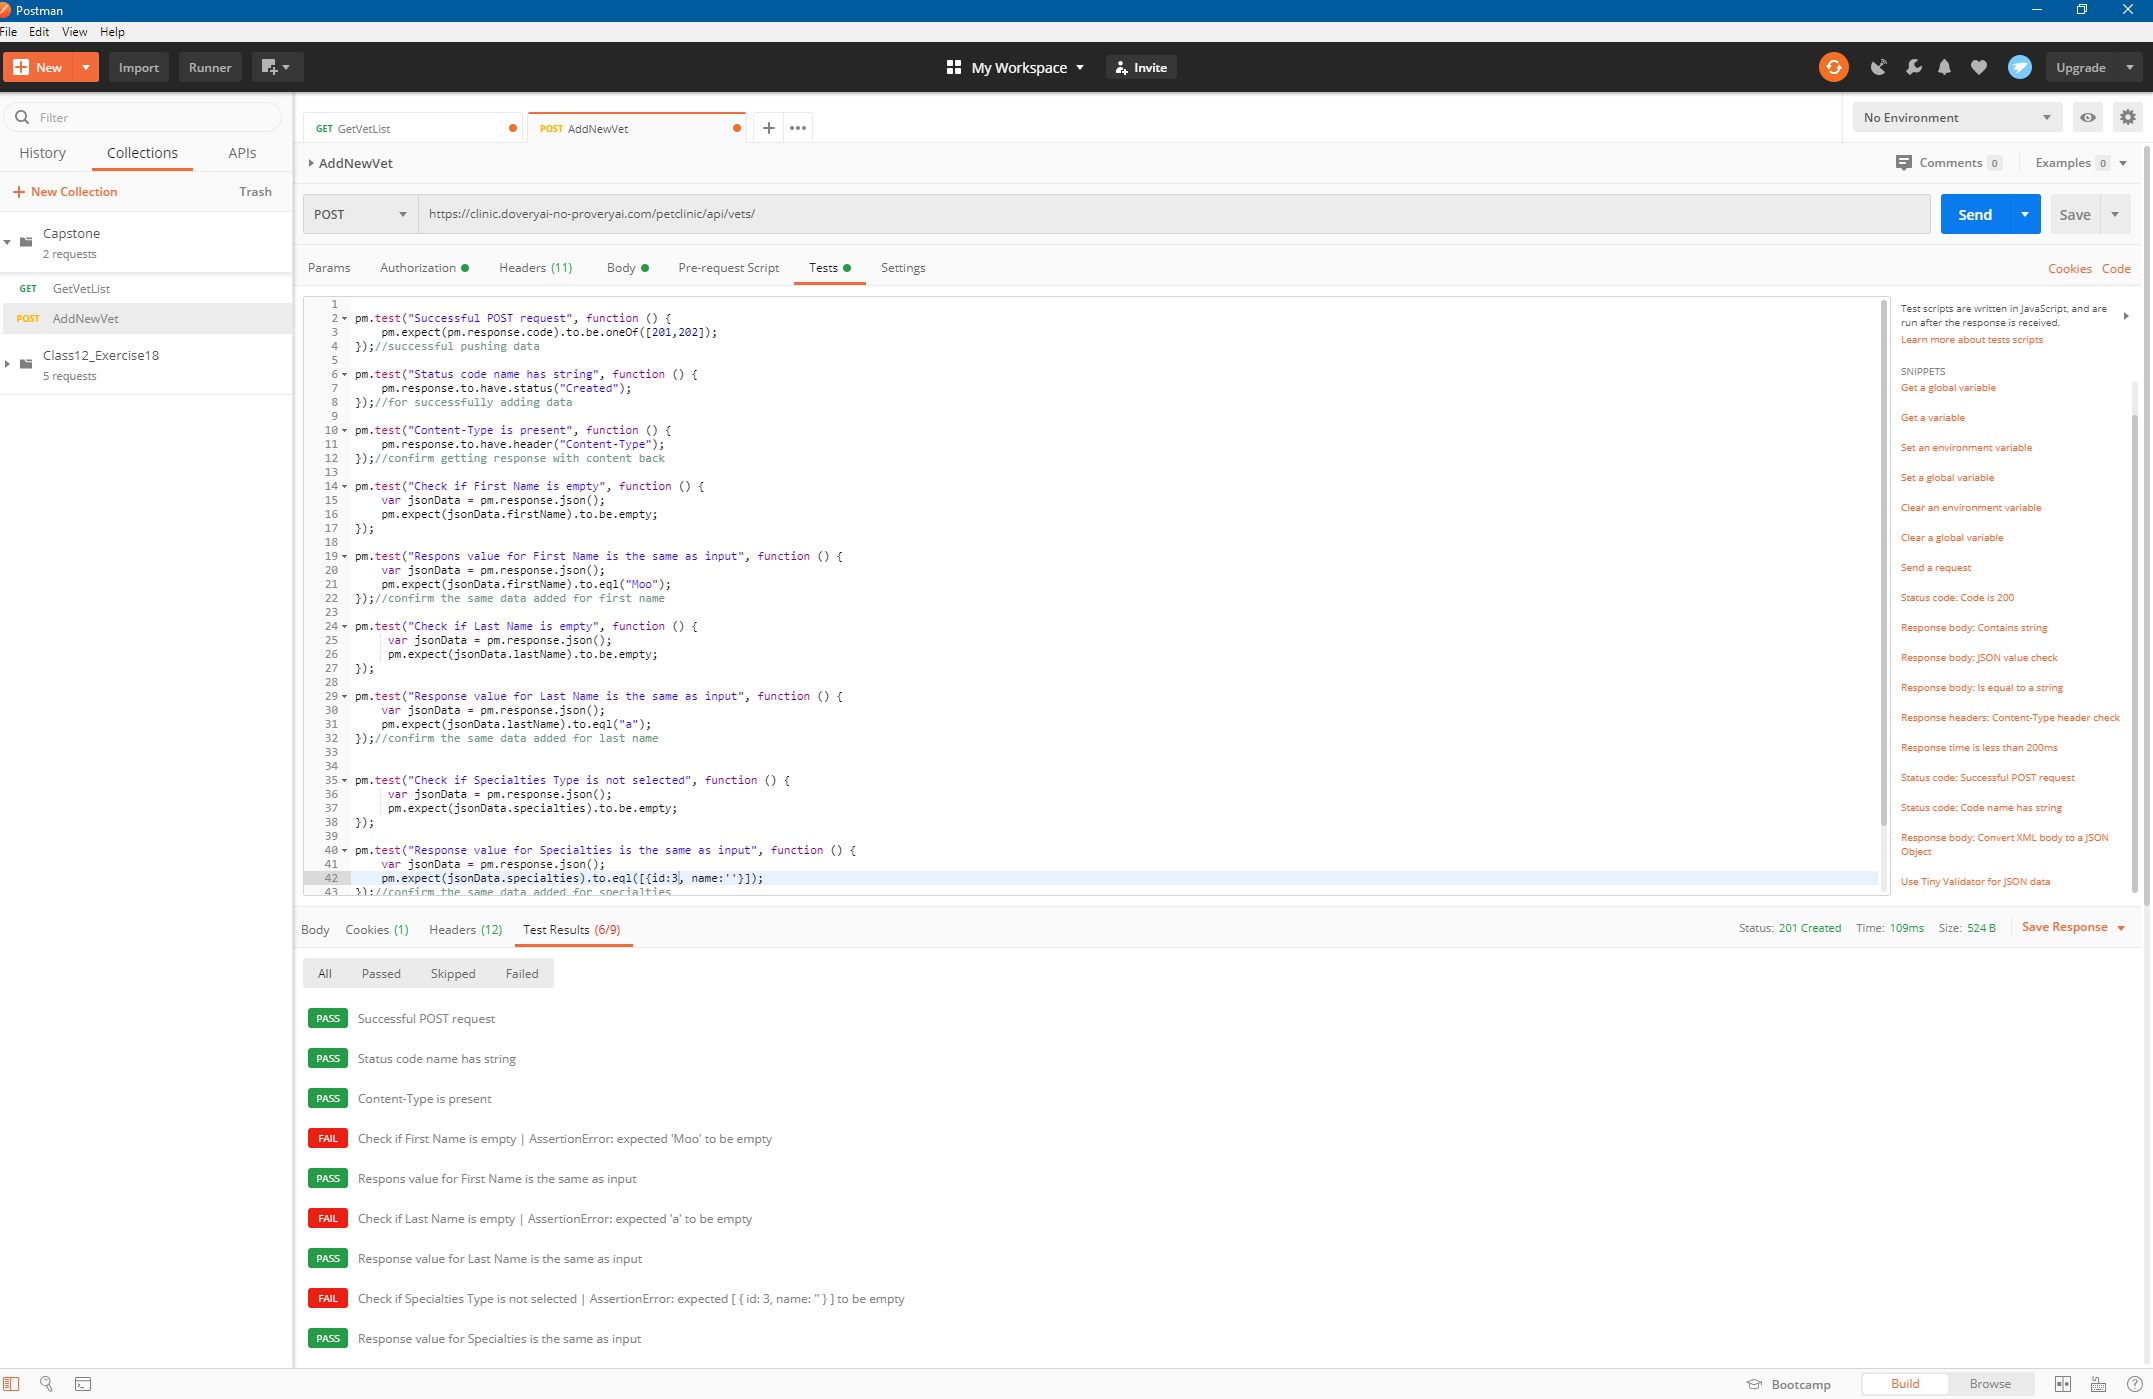 Postman
File Edit View Help
New Import Runner My Workspace Invite Upgrade
Filter
History Collections APIs
New Collection Trash
Capstone
2 requests
GET GetVetList
POST AddNewVet
Class12_Exercise18
5 requests
GET GetVetList POST AddNewVet No Environment
AddNewVet Comments 0 Examples 0
POST https://clinic.doveryai-no-proveryai.com/petclinic/api/vets/ Send Save
Params Authorization Headers (11) Body Pre-request Script Tests Settings Cookies Code
1
2 pm.test("Successful POST request", function () {
3 pm.expect(pm.response.code).to.be.oneOf([201,202]);
4 });//successful pushing data
5
6 pm.test("Status code name has string", function () {
7 pm.response.to.have.status("Created");
8 });//for successfully adding data
9
10 pm.test("Content-Type is present", function () {
11 pm.response.to.have.header("Content-Type");
12 });//confirm getting response with content back
13
14 pm.test("Check if First Name is empty", function () {
15 var jsonData = pm.response.json();
16 pm.expect(jsonData.firstName).to.be.empty;
17 });
18
19 pm.test("Respons value for First Name is the same as input", function () {
20 var jsonData = pm.response.json();
21 pm.expect(jsonData.firstName).to.eql("Moo");
22 });//confirm the same data added for first name
23
24 pm.test("Check if Last Name is empty", function () {
25 var jsonData = pm.response.json();
26 pm.expect(jsonData.lastName).to.be.empty;
27 });
28
29 pm.test("Response value for Last Name is the same as input", function () {
30 var jsonData = pm.response.json();
31 pm.expect(jsonData.lastName).to.eql("a");
32 });//confirm the same data added for last name
33
34
35 pm.test("Check if Specialties Type is not selected", function () {
36 var jsonData = pm.response.json();
37 pm.expect(jsonData.specialties).to.be.empty;
38 });
39
40 pm.test("Response value for Specialties is the same as input", function () {
41 var jsonData = pm.response.json();
42 pm.expect(jsonData.specialties).to.eql([{id:3, name:''}]);
43 });//confirm the same data added for specialties
Test scripts are written in JavaScript, and are
run after the response is received.
Learn more about tests scripts
SNIPPETS
Get a global variable
Get a variable
Set an environment variable
Set a global variable
Clear an environment variable
Clear a global variable
Send a request
Status code: Code is 200
Response body: Contains string
Response body: JSON value check
Response body: Is equal to a string
Response headers: Content-Type header check
Response time is less than 200ms
Status code: Successful POST request
Status code: Code name has string
Response body: Convert XML body to a JSON
Object
Use Tiny Validator for JSON data
Body Cookies (1) Headers (12) Test Results (6/9) Status: 201 Created Time: 109ms Size: 524 B Save Response
All Passed Skipped Failed
PASS Successful POST request
PASS Status code name has string
PASS Content-Type is present
FAIL Check if First Name is empty | AssertionError: expected 'Moo' to be empty
PASS Respons value for First Name is the same as input
FAIL Check if Last Name is empty | AssertionError: expected 'a' to be empty
PASS Response value for Last Name is the same as input
FAIL Check if Specialties Type is not selected | AssertionError: expected [ { id: 3, name: '' } ] to be empty
PASS Response value for Specialties is the same as input
Bootcamp Build Browse